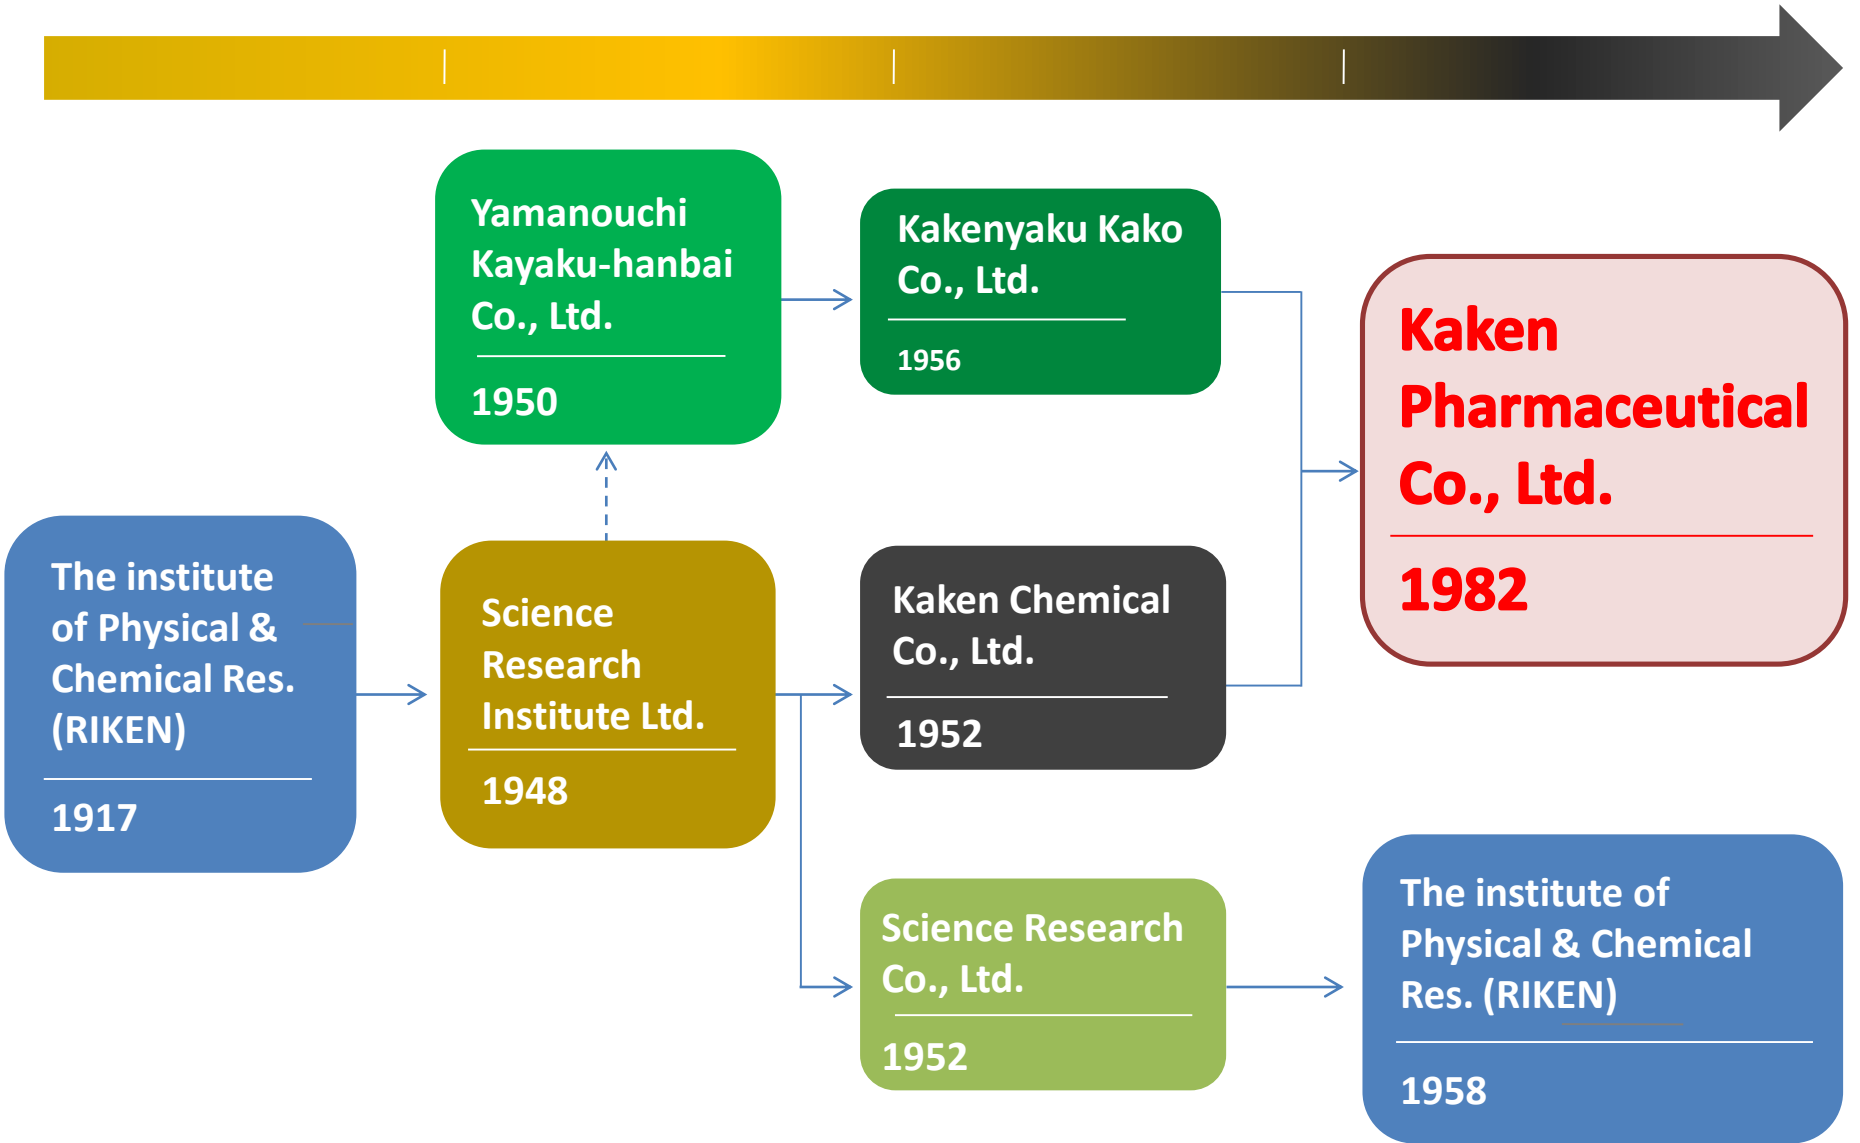 Yamanouchi
Kayaku-hanbai
Co., Ltd.
1950
Kakenyaku Kako
Co., Ltd.
1956
Kaken
Pharmaceutical
Co., Ltd.
1982
The institute
of Physical &
Chemical Res.
(RIKEN)
1917
Science
Research
Institute Ltd.
1948
Kaken Chemical
Co., Ltd.
1952
Science Research
Co., Ltd.
1952
The institute of
Physical & Chemical
Res. (RIKEN)
1958